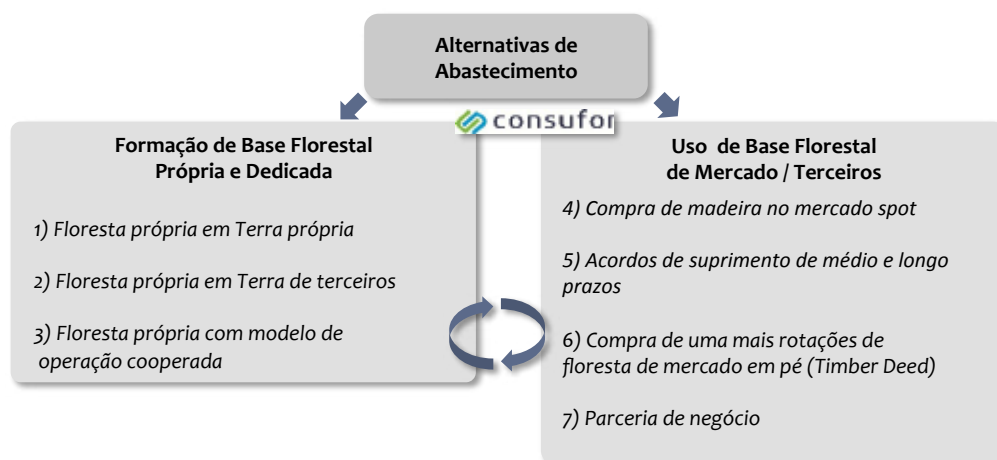 Alternativas de
Abastecimento
consufor
Formação de Base Florestal
Própria e Dedicada
1) Floresta própria em Terra própria
2) Floresta própria em Terra de terceiros
3) Floresta própria com modelo de
operação cooperada
Uso de Base Florestal
de Mercado / Terceiros
4) Compra de madeira no mercado spot
5) Acordos de suprimento de médio e longo
prazos
6) Compra de uma mais rotações de
floresta de mercado em pé (Timber Deed)
7) Parceria de negócio